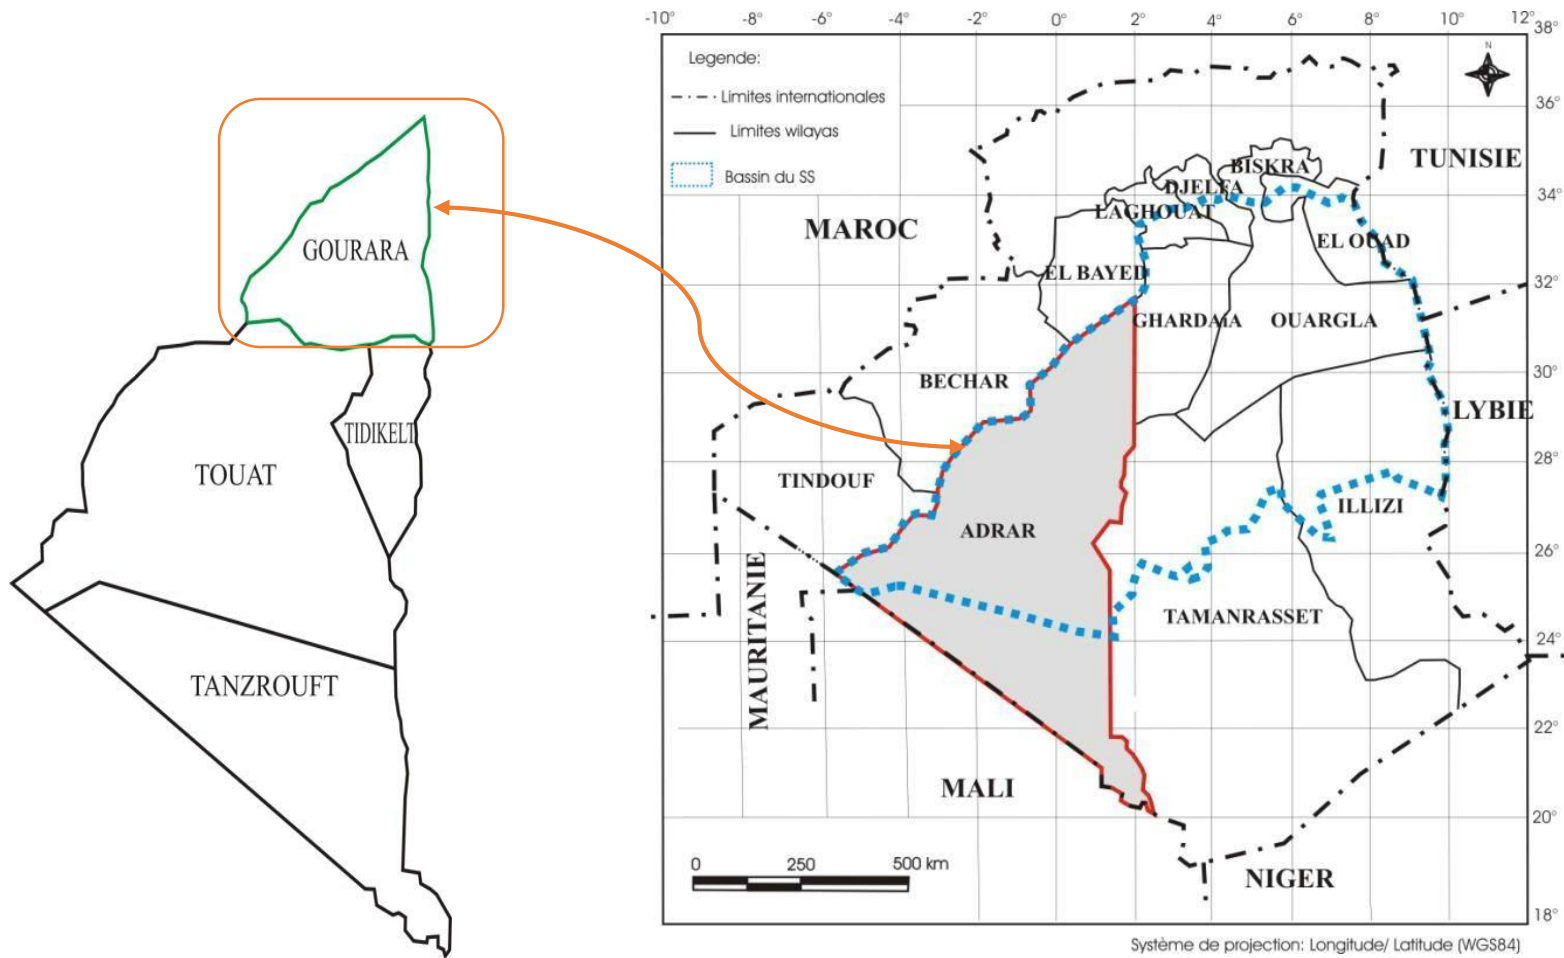 GOURARA
TIDIKELT
TOUAT
TANZROUFT
-10° -8° -6° -4° -2° 0° 2° 4° 6° 8° 10° 12°
38°
Legende:
N
Limites internationales
36°
Limites wilayas
TUNISIE
BISKRA
Bassin du SS
DJELFA
34°
LAGHOUAT
MAROC
EL OUAD
EL BAYED
32°
GHARDAIA
OUARGLA
30°
BECHAR
LYBIE
28°
TINDOUF
ILLIZI
ADRAR
26°
MAURITANIE
TAMANRASSET
24°
22°
MALI
20°
0 250 500 km
NIGER
18°
Système de projection: Longitude/ Latitude (WGS84)